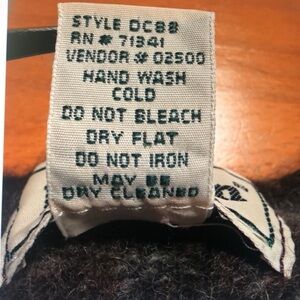 STYLE DC88
RN # 71341
VENDOR # 02500
HAND WASH
COLD
DO NOT BLEACH
DRY FLAT
DO NOT IRON
MAY BE
DRY CLEANED